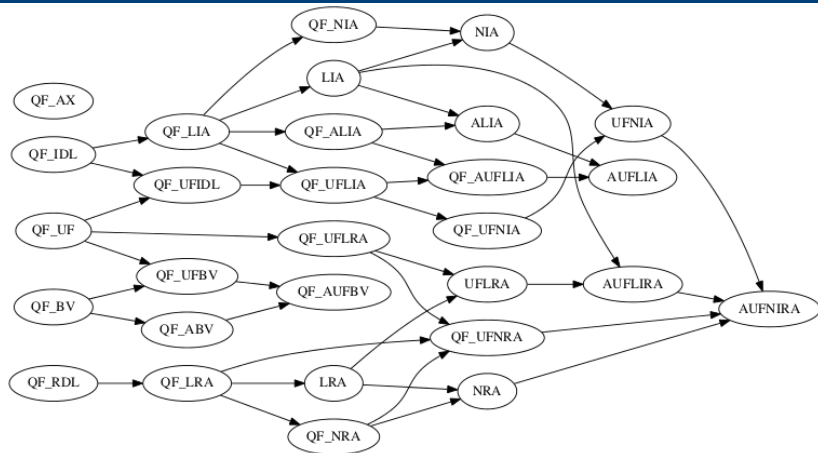 QF_NIA
NIA
LIA
QF_AX
QF_LIA
QF_ALIA
ALIA
UFNIA
QF_IDL
QF_UFIDL
QF_UFLIA
QF_AUFLIA
AUFLIA
QF_UF
QF_UFLRA
QF_UFNIA
QF_UFBV
QF_AUFBV
UFLRA
AUFLIRA
QF_BV
QF_ABV
QF_UFNRA
AUFNIRA
QF_RDL
QF_LRA
LRA
NRA
QF_NRA